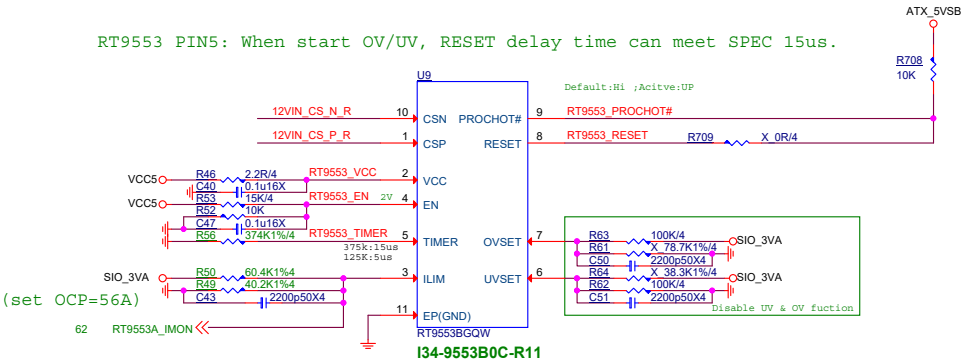 ATX_5VSB
RT9553 PIN5: When start OV/UV, RESET delay time can meet SPEC 15us.
R708
10K
U9
Default:Hi ;Acitve:UP
12VIN_CS_N_R 10 CSN PROCHOT# 9 RT9553_PROCHOT#
12VIN_CS_P_R 1 CSP RESET 8 RT9553_RESET R709 X_0R/4
VCC5 R46 2.2R/4 RT9553_VCC 2 VCC
C40 0.1u16X
VCC5 R53 15K/4 RT9553_EN 2V 4 EN
R52 10K
C47 0.1u16X
R56 374K1%/4 RT9553_TIMER 5 TIMER OVSET 7 R63 100K/4 SIO_3VA
375k:15us
125K:5us
R61 X_78.7K1%/4
C50 2200p50X4
SIO_3VA R50 60.4K1%4 3 ILIM UVSET 6 R64 X_38.3K1%/4 SIO_3VA
R49 40.2K1%4 R62 100K/4
(set OCP=56A) C43 2200p50X4 C51 2200p50X4
Disable UV & OV fuction
11 EP(GND)
62 RT9553A_IMON
RT9553BGQW
I34-9553B0C-R11